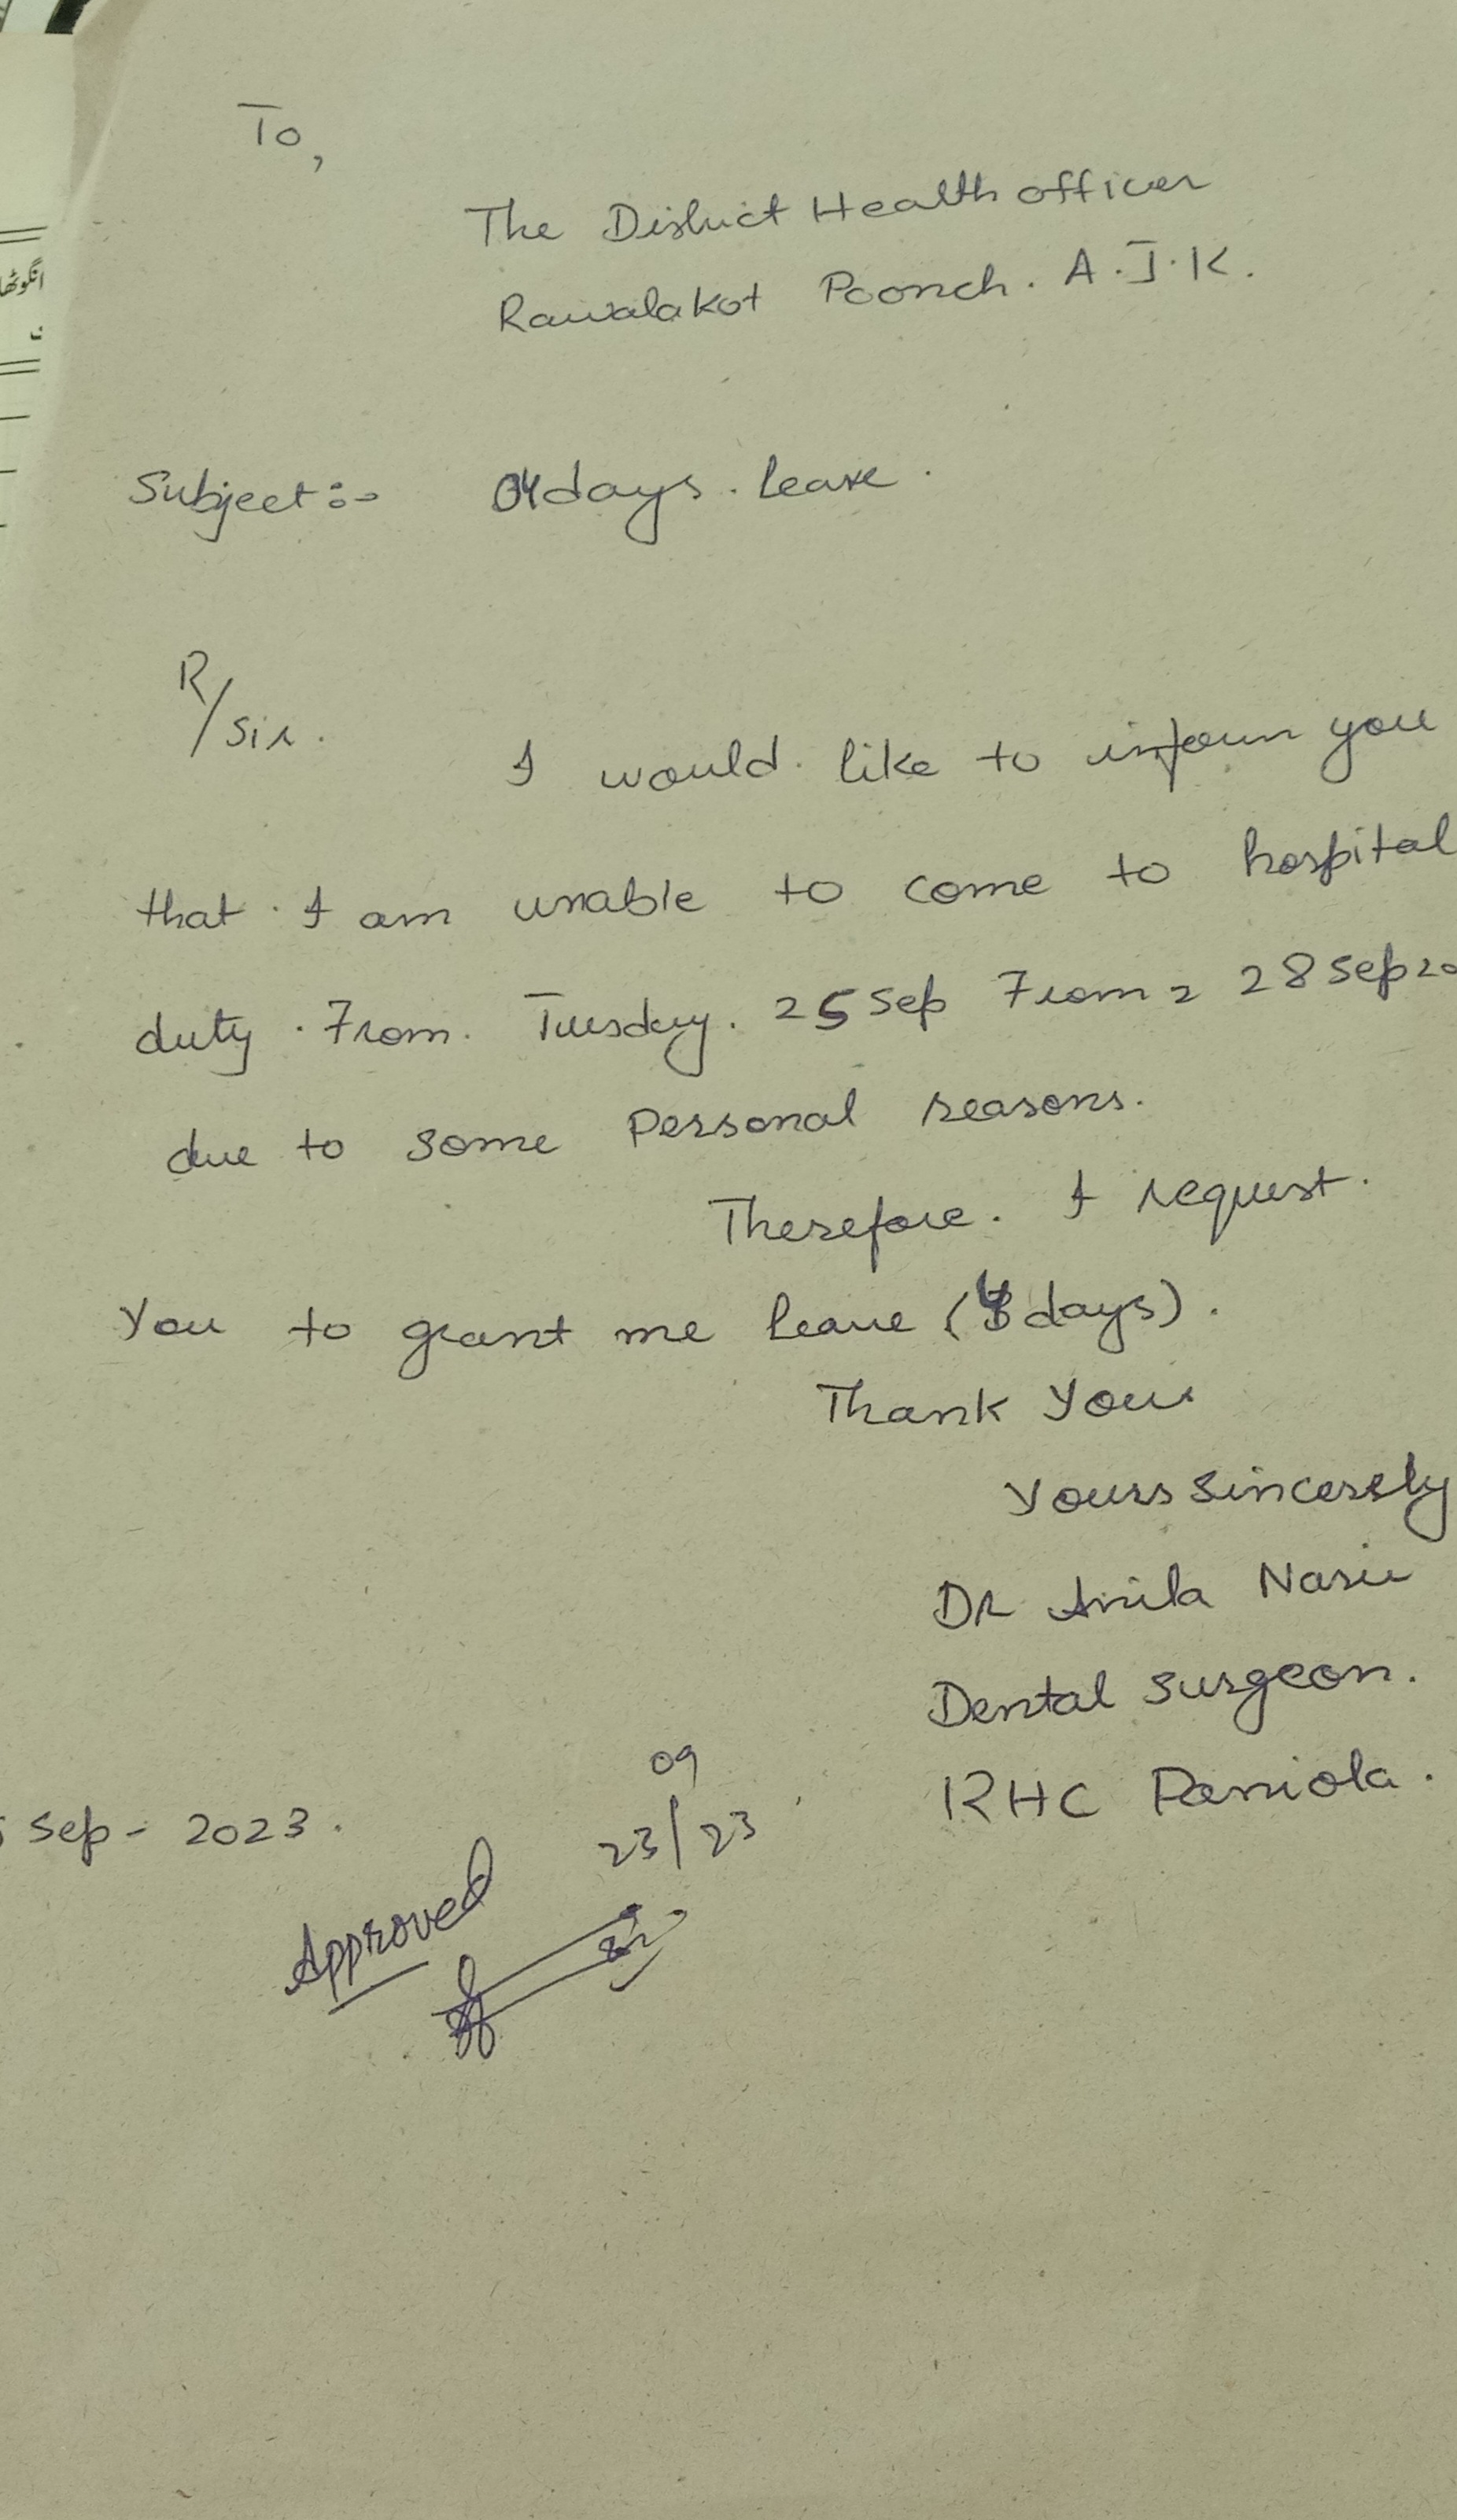 To,
The District Health officer
Rawalakot Poonch. A.J.K.
Subject:- 04days. leave.
R/Sir.
I would like to inform you
that I am unable to come to hospital
duty. From. Tuesday. 25 Sep From 28 Sep 20
due to some Personal reasons.
Therefore. I request.
You to grant me leave (4 days).
Thank You.
Yours Sincerely
DR Anila Nasir
Dental Surgeon.
RHC Paniola.
Sep- 2023.
09
23/23
Approved
انگوٹھا